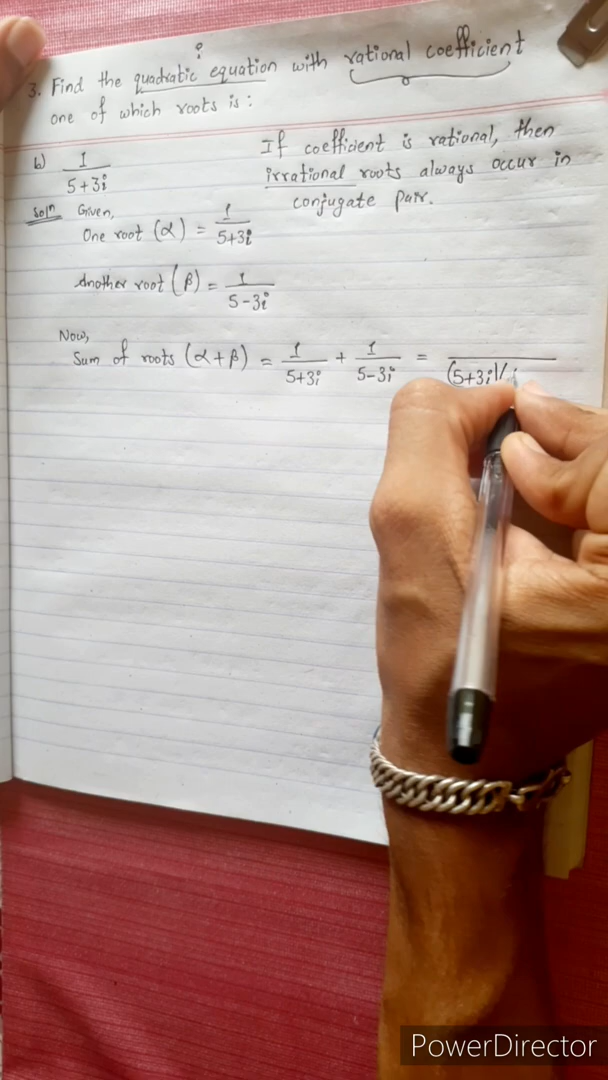 3. Find the quadratic equation with rational coefficient
one of which roots is:
b) 1/(5+3i)
If coefficient is rational, then
irrational roots always occur in
conjugate pair.
Soln Given,
One root (α) = 1/(5+3i)
Another root (β) = 1/(5-3i)
Now,
Sum of roots (α+β) = 1/(5+3i) + 1/(5-3i) = /(5+3i)(
PowerDirector